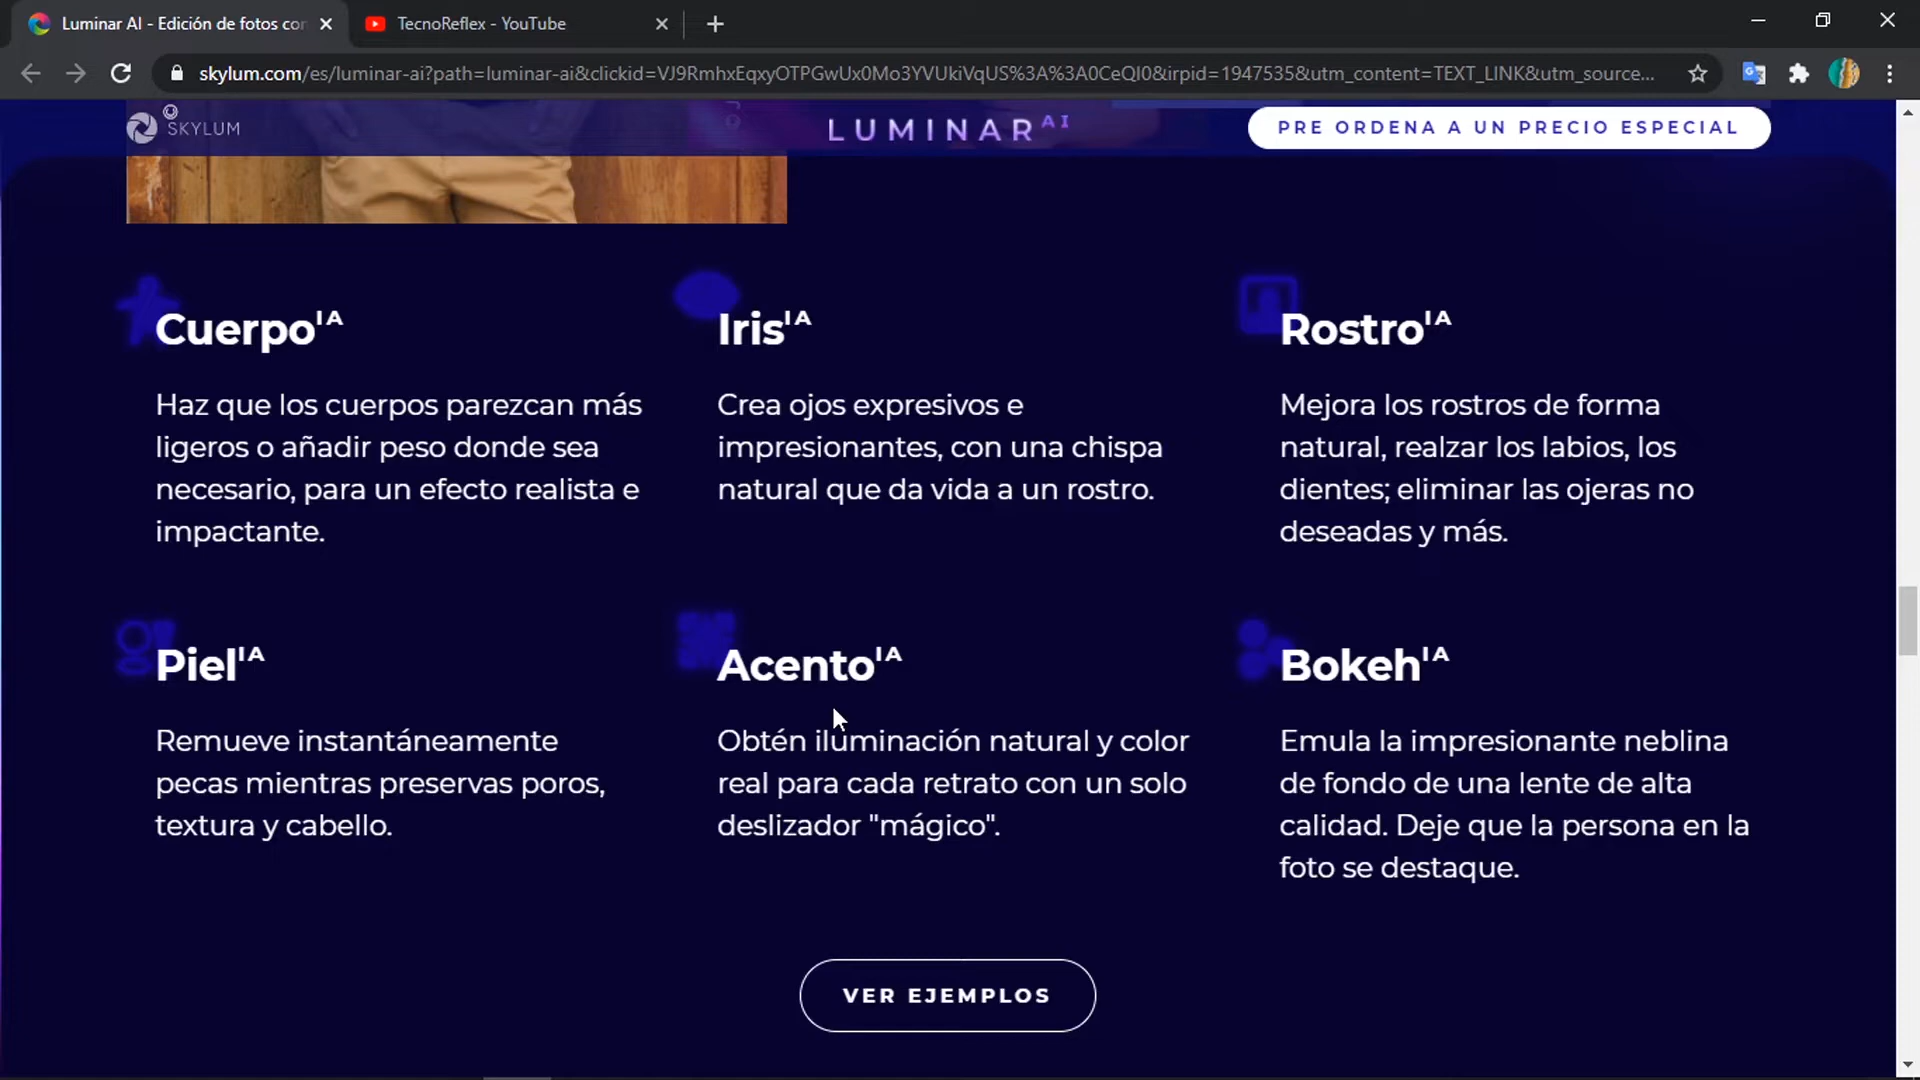 Luminar AI - Edición de fotos con
TecnoReflex - YouTube
skylum.com/es/luminar-ai?path=luminar-ai&clickid=VJ9RmhxEqxyOTPGwUx0Mo3YVUkiVqUS%3A%3A0CeQJ0&irpid=1947535&utm_content=TEXT_LINK&utm_source...
SKYLUM
LUMINAR AI
PRE ORDENA A UN PRECIO ESPECIAL
Cuerpo IA
Haz que los cuerpos parezcan más
ligeros o añadir peso donde sea
necesario, para un efecto realista e
impactante.
Iris IA
Crea ojos expresivos e
impresionantes, con una chispa
natural que da vida a un rostro.
Rostro IA
Mejora los rostros de forma
natural, realzar los labios, los
dientes; eliminar las ojeras no
deseadas y más.
Piel IA
Remueve instantáneamente
pecas mientras preservas poros,
textura y cabello.
Acento IA
Obtén iluminación natural y color
real para cada retrato con un solo
deslizador "mágico".
Bokeh IA
Emula la impresionante neblina
de fondo de una lente de alta
calidad. Deje que la persona en la
foto se destaque.
VER EJEMPLOS